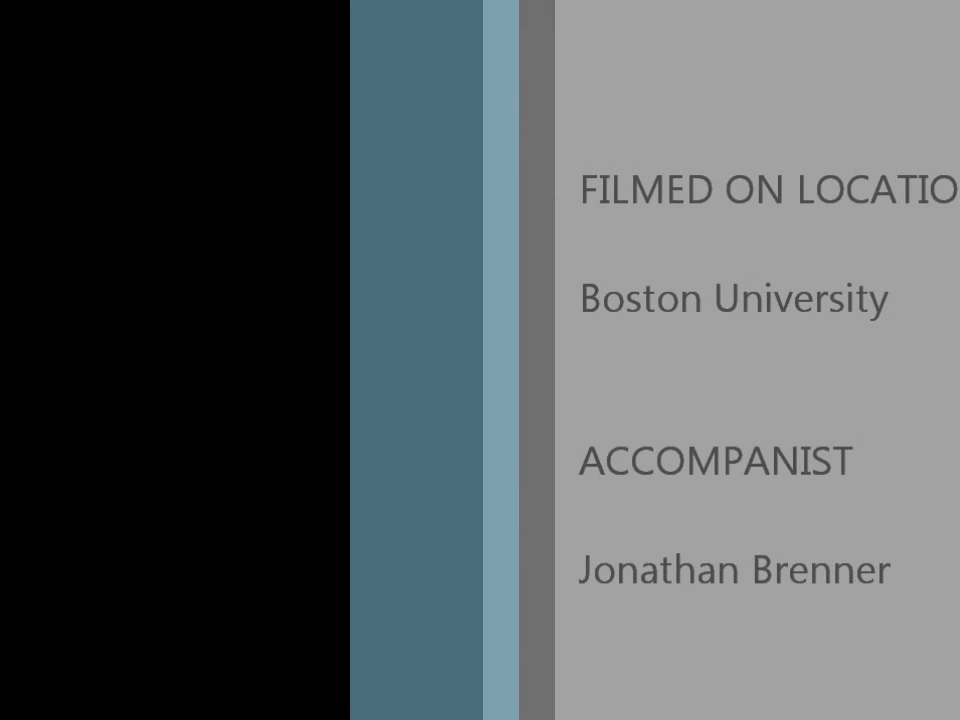 FILMED ON LOCATIO
Boston University
ACCOMPANIST
Jonathan Brenner